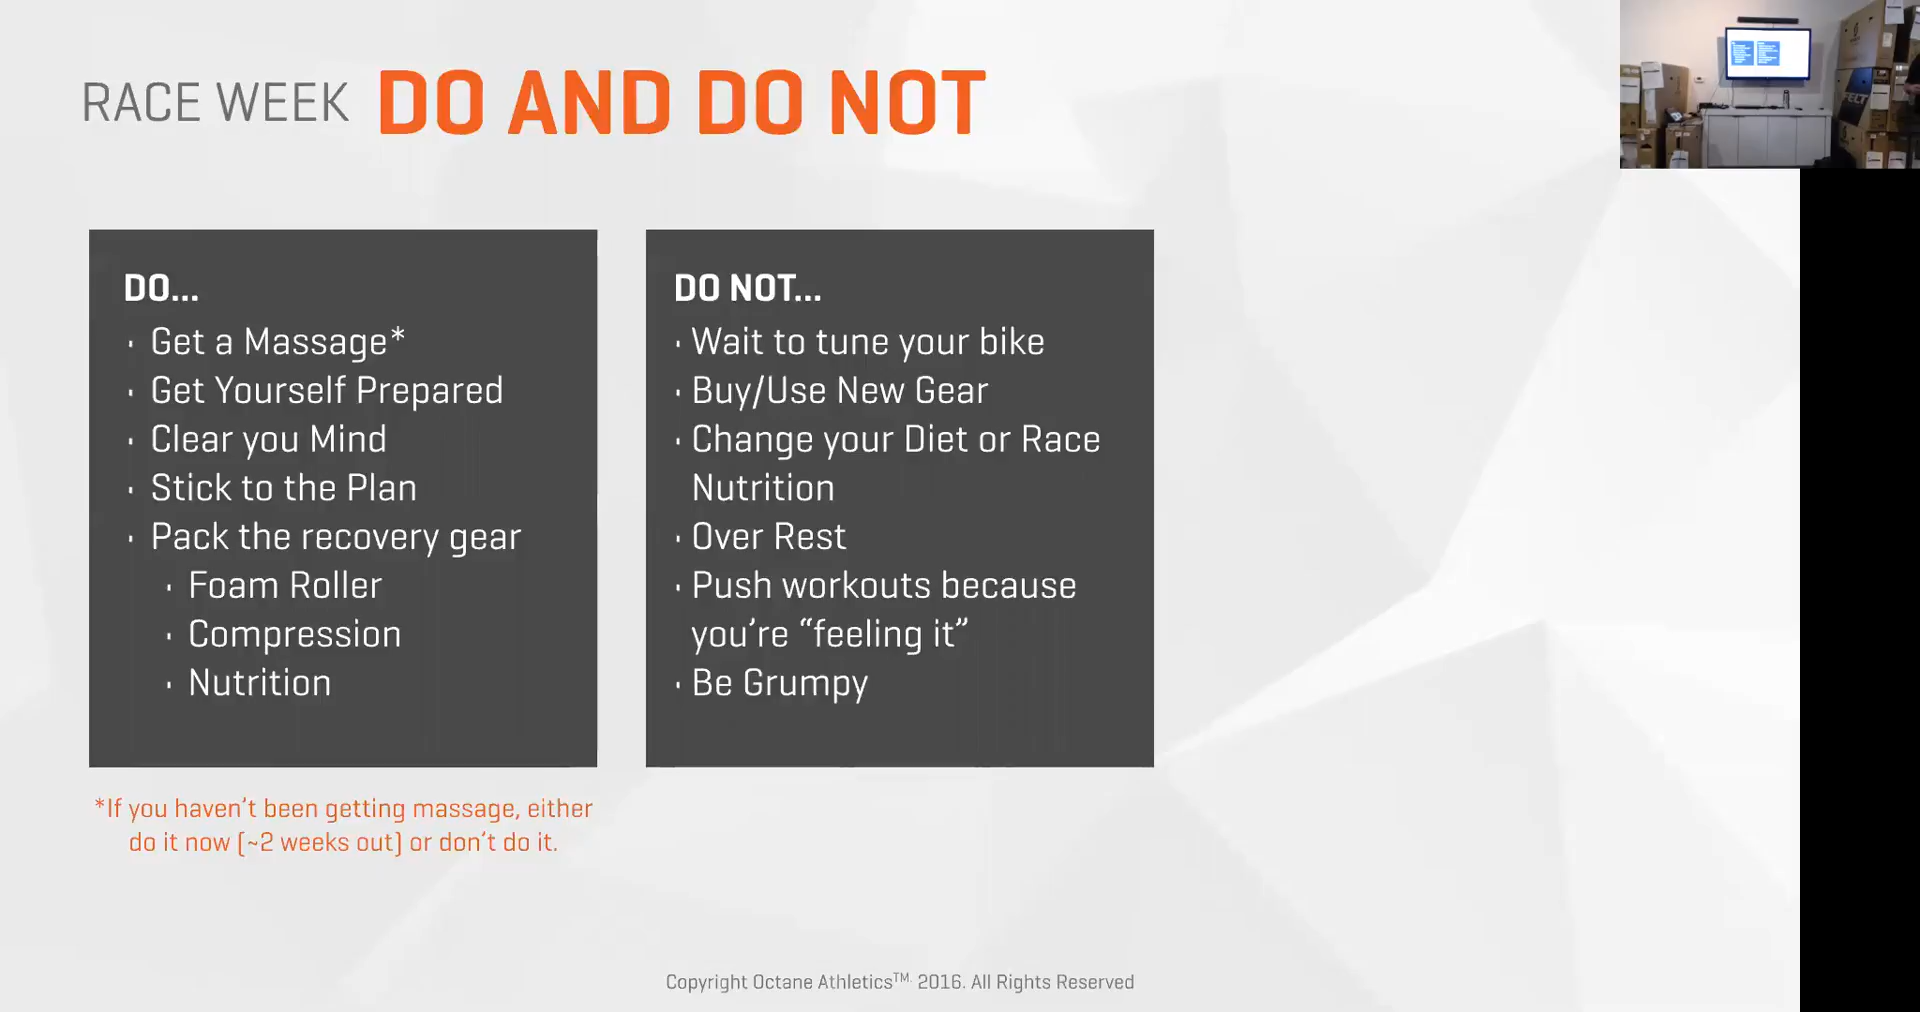 RACE WEEK DO AND DO NOT
DO...
· Get a Massage*
· Get Yourself Prepared
· Clear you Mind
· Stick to the Plan
· Pack the recovery gear
· Foam Roller
· Compression
· Nutrition
*If you haven't been getting massage, either
do it now (~2 weeks out) or don't do it.
DO NOT...
· Wait to tune your bike
· Buy/Use New Gear
· Change your Diet or Race
Nutrition
· Over Rest
· Push workouts because
you're “feeling it”
· Be Grumpy
Copyright Octane Athletics™. 2016. All Rights Reserved
FELT